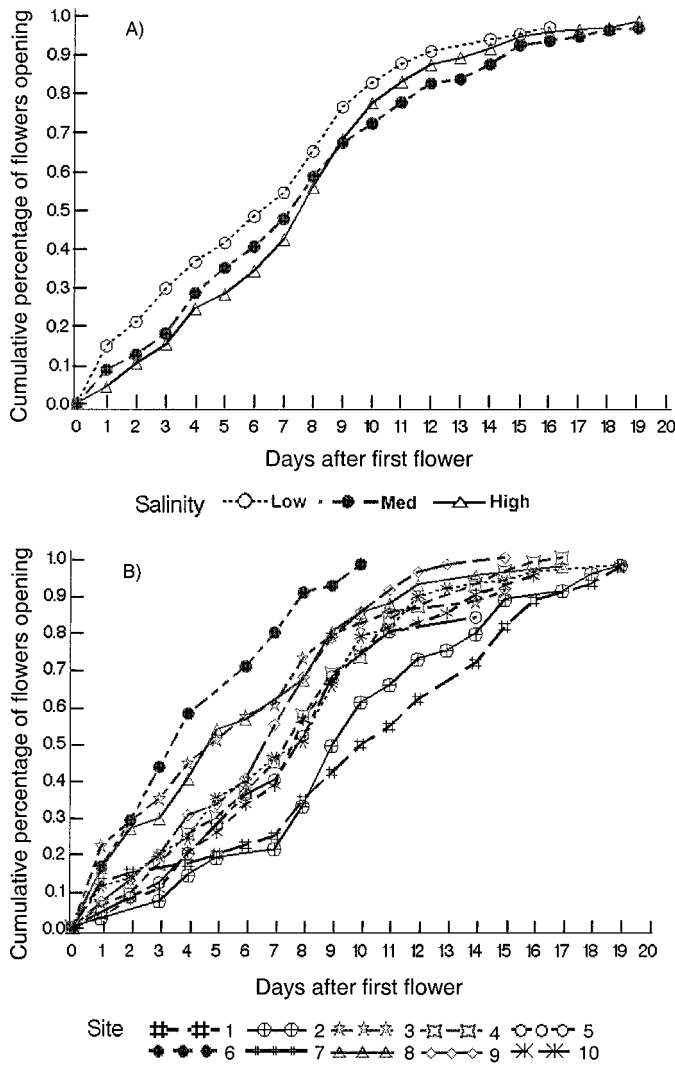 A)
Cumulative percentage of flowers opening
1.0
0.9
0.8
0.7
0.6
0.5
0.4
0.3
0.2
0.1
0.0
0 1 2 3 4 5 6 7 8 9 10 11 12 13 14 15 16 17 18 19 20
Days after first flower
Salinity Low Med High
B)
Cumulative percentage of flowers opening
1.0
0.9
0.8
0.7
0.6
0.5
0.4
0.3
0.2
0.1
0.0
0 1 2 3 4 5 6 7 8 9 10 11 12 13 14 15 16 17 18 19 20
Days after first flower
Site 1 2 3 4 5
6 7 8 9 10